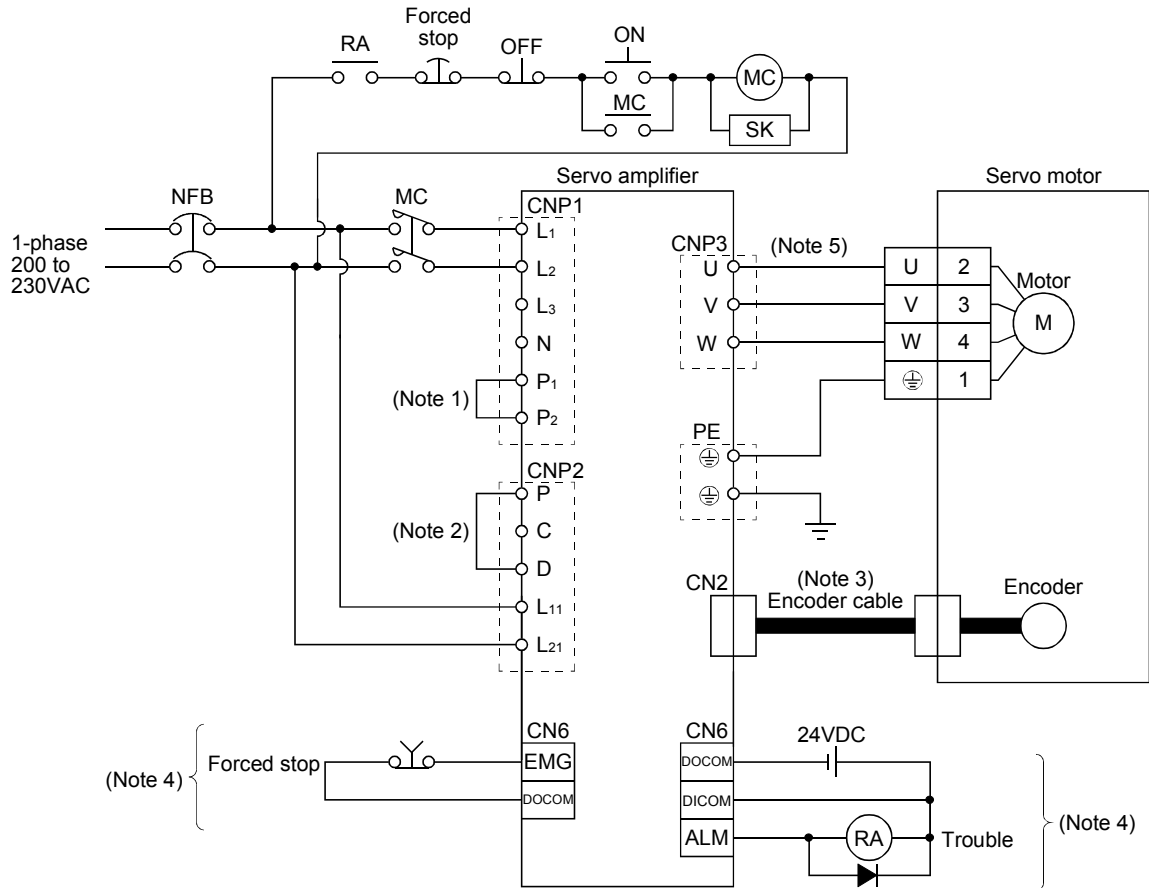 RA
Forced
stop
OFF
ON
MC
MC
SK
NFB
MC
1-phase
200 to
230VAC
Servo amplifier
Servo motor
CNP1
L1
L2
L3
N
P1
P2
(Note 1)
CNP2
P
C
D
L11
L21
(Note 2)
CNP3
U
V
W
(Note 5)
U 2
V 3
W 4
1
Motor
M
PE
CN2
(Note 3)
Encoder cable
Encoder
(Note 4)
Forced stop
CN6
EMG
DOCOM
CN6
DOCOM
DICOM
ALM
24VDC
RA
Trouble
(Note 4)